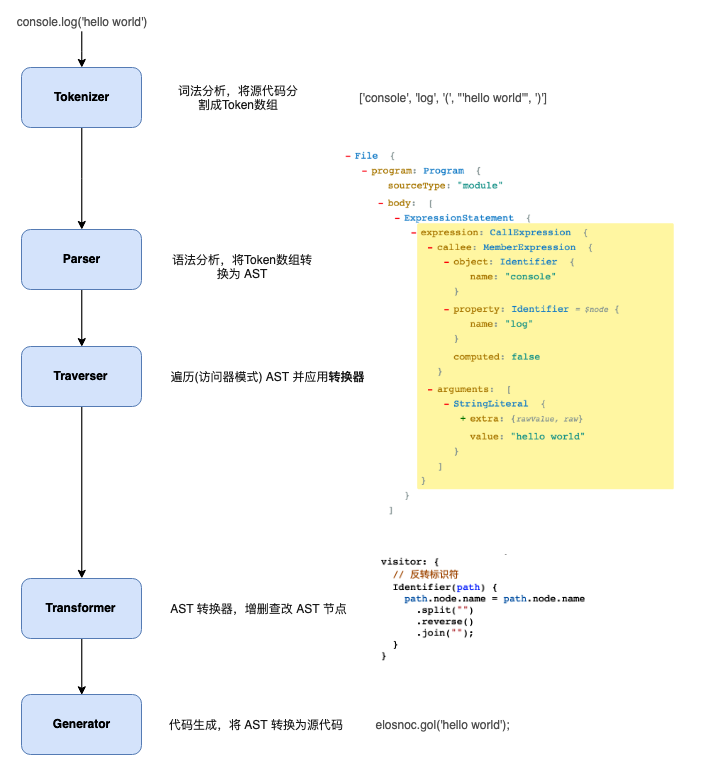 console.log('hello world')
Tokenizer
词法分析，将源代码分
割成Token数组
['console', 'log', '(', "'hello world'", ')']
− File {
− program: Program {
sourceType: "module"
− body: [
− ExpressionStatement {
− expression: CallExpression {
− callee: MemberExpression {
− object: Identifier {
name: "console"
}
− property: Identifier = $node {
name: "log"
}
computed: false
}
− arguments: [
− StringLiteral {
+ extra: {rawValue, raw}
value: "hello world"
}
]
}
}
]
Parser
语法分析，将Token数组转
换为 AST
Traverser
遍历(访问器模式) AST 并应用转换器
Transformer
AST 转换器，增删查改 AST 节点
visitor: {
// 反转标识符
Identifier(path) {
path.node.name = path.node.name
.split("")
.reverse()
.join("");
}
}
Generator
代码生成，将 AST 转换为源代码
elosnoc.gol('hello world');